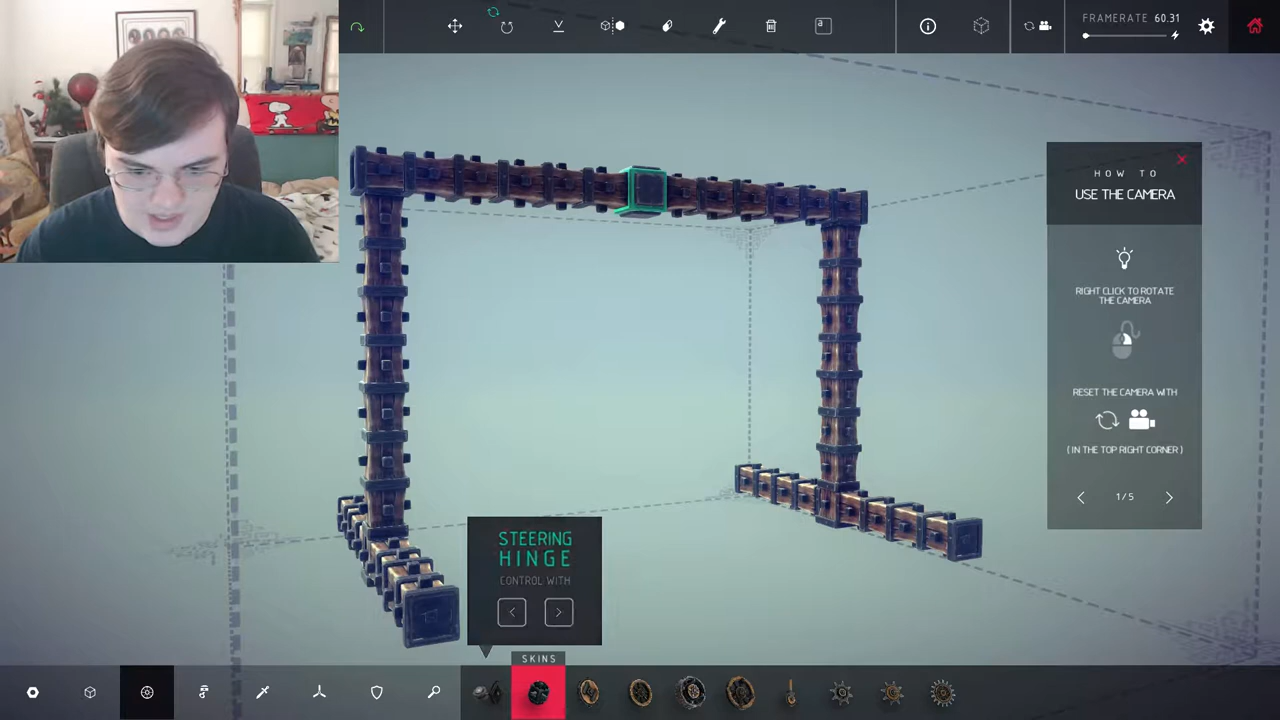 a
FRAMERATE 60.31
HOW TO
USE THE CAMERA
RIGHT CLICK TO ROTATE
THE CAMERA
RESET THE CAMERA WITH
( IN THE TOP RIGHT CORNER )
< 1/5 >
STEERING
HINGE
CONTROL WITH
< >
SKINS